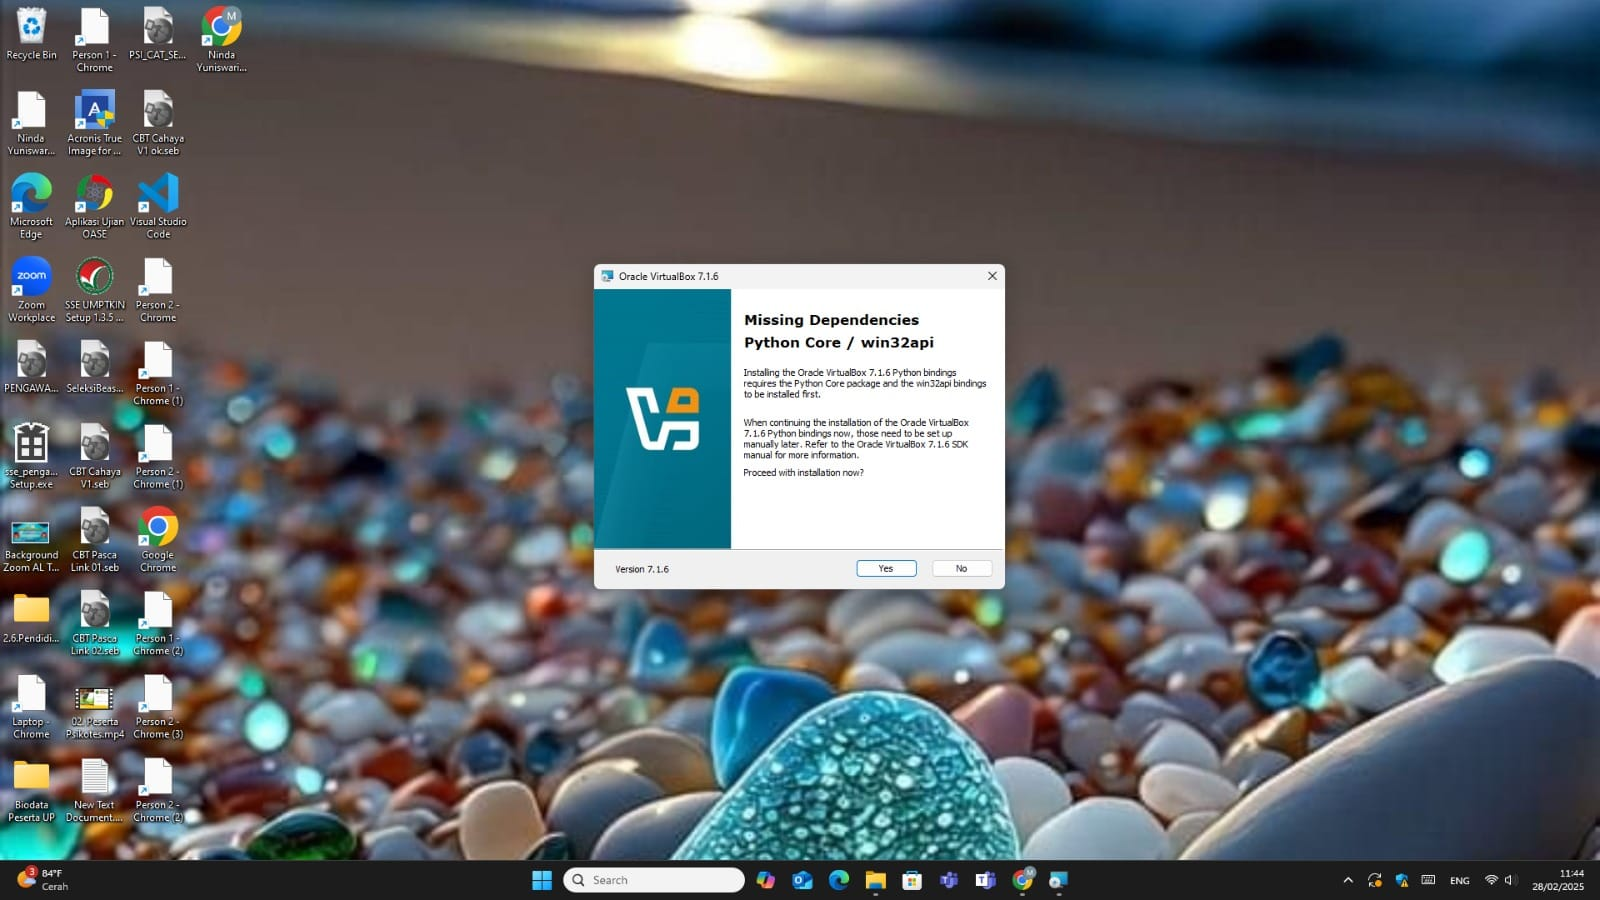 Recycle Bin
Person 1 -
Chrome
PSI_CAT_SE...
M
Ninda
Yuniswari...
Ninda
Yuniswar...
A
Acronis True
Image for ...
CBT Cahaya
V1 ok.seb
Microsoft
Edge
Aplikasi Ujian
OASE
Visual Studio
Code
zoom
Zoom
Workplace
SSE UMPTKIN
Setup 1.3.5 ...
Person 2 -
Chrome
PENGAWA...
SeleksiBeas...
Person 1 -
Chrome (1)
sse_penga...
Setup.exe
CBT Cahaya
V1.seb
Person 2 -
Chrome (1)
Background
Zoom AL T...
CBT Pasca
Link 01.seb
Google
Chrome
2.6.Pendidi...
CBT Pasca
Link 02.seb
Person 1 -
Chrome (2)
Laptop -
Chrome
02. Peserta
Psikotes.mp4
Person 2 -
Chrome (3)
Biodata
Peserta UP
New Text
Document....
Person 2 -
Chrome (2)
Oracle VirtualBox 7.1.6
Missing Dependencies
Python Core / win32api
Installing the Oracle VirtualBox 7.1.6 Python bindings
requires the Python Core package and the win32api bindings
to be installed first.
When continuing the installation of the Oracle VirtualBox
7.1.6 Python bindings now, those need to be set up
manually later. Refer to the Oracle VirtualBox 7.1.6 SDK
manual for more information.
Proceed with installation now?
Version 7.1.6
Yes
No
3
84°F
Cerah
Search
M
ENG
11:44
28/02/2025